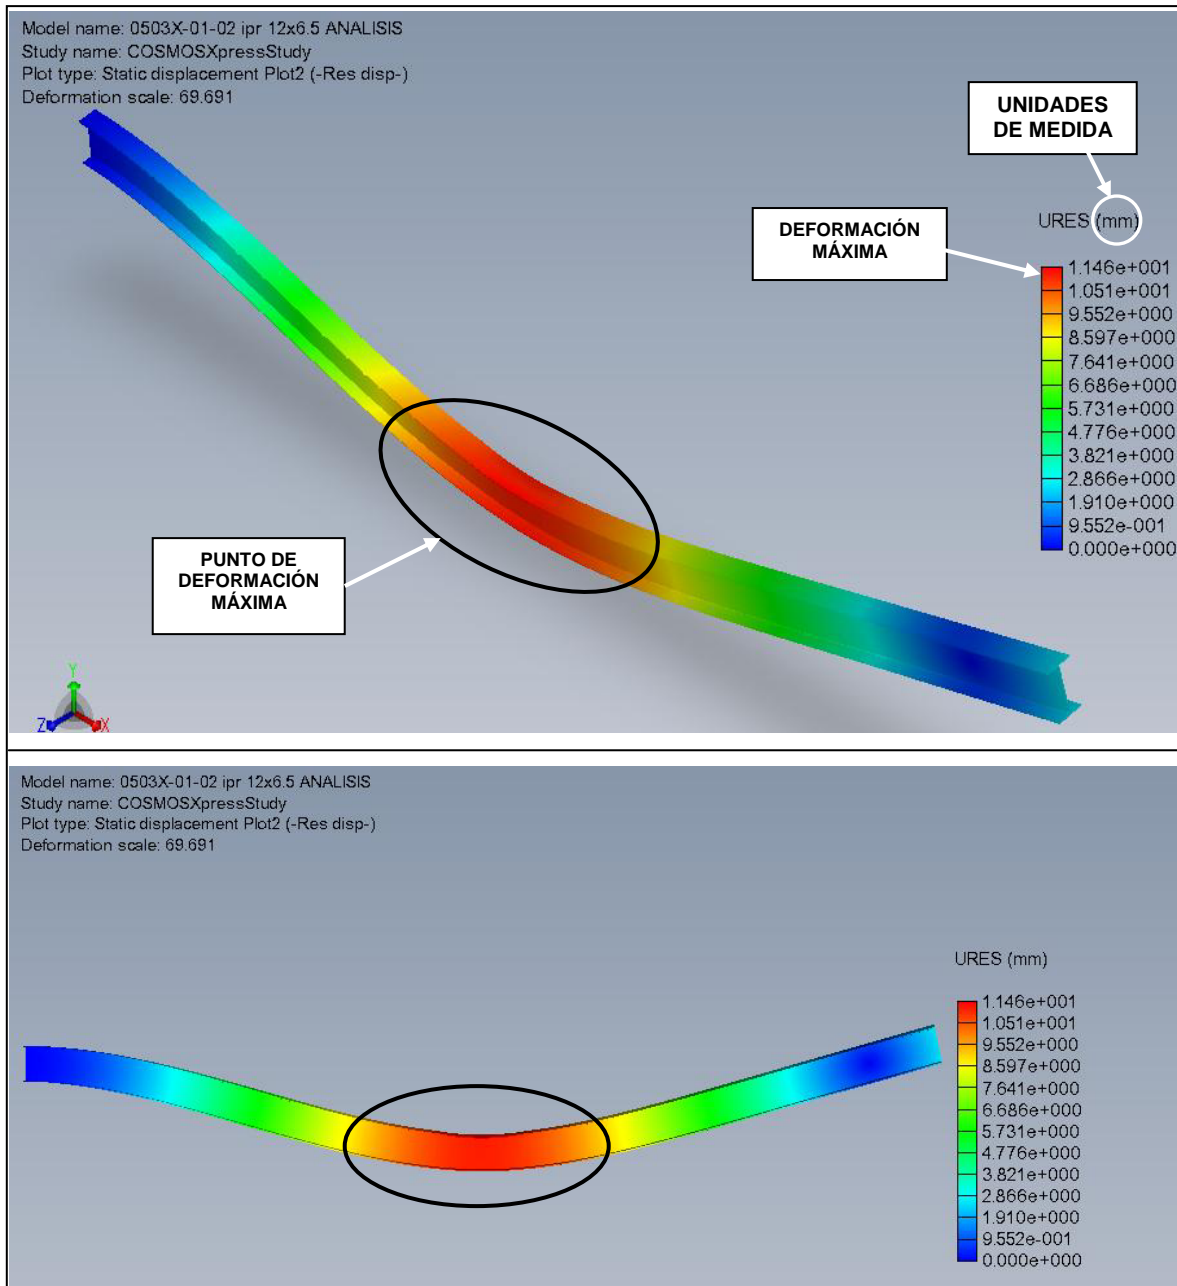 Model name: 0503X-01-02 ipr 12x6.5 ANALISIS
Study name: COSMOSXpressStudy
Plot type: Static displacement Plot2 (-Res disp-)
Deformation scale: 69.691
UNIDADES
DE MEDIDA
DEFORMACIÓN
MÁXIMA
URES (mm)
1.146e+001
1.051e+001
9.552e+000
8.597e+000
7.641e+000
6.686e+000
5.731e+000
4.776e+000
3.821e+000
2.866e+000
1.910e+000
9.552e-001
0.000e+000
PUNTO DE
DEFORMACIÓN
MÁXIMA
Y
Z
X
Model name: 0503X-01-02 ipr 12x6.5 ANALISIS
Study name: COSMOSXpressStudy
Plot type: Static displacement Plot2 (-Res disp-)
Deformation scale: 69.691
URES (mm)
1.146e+001
1.051e+001
9.552e+000
8.597e+000
7.641e+000
6.686e+000
5.731e+000
4.776e+000
3.821e+000
2.866e+000
1.910e+000
9.552e-001
0.000e+000